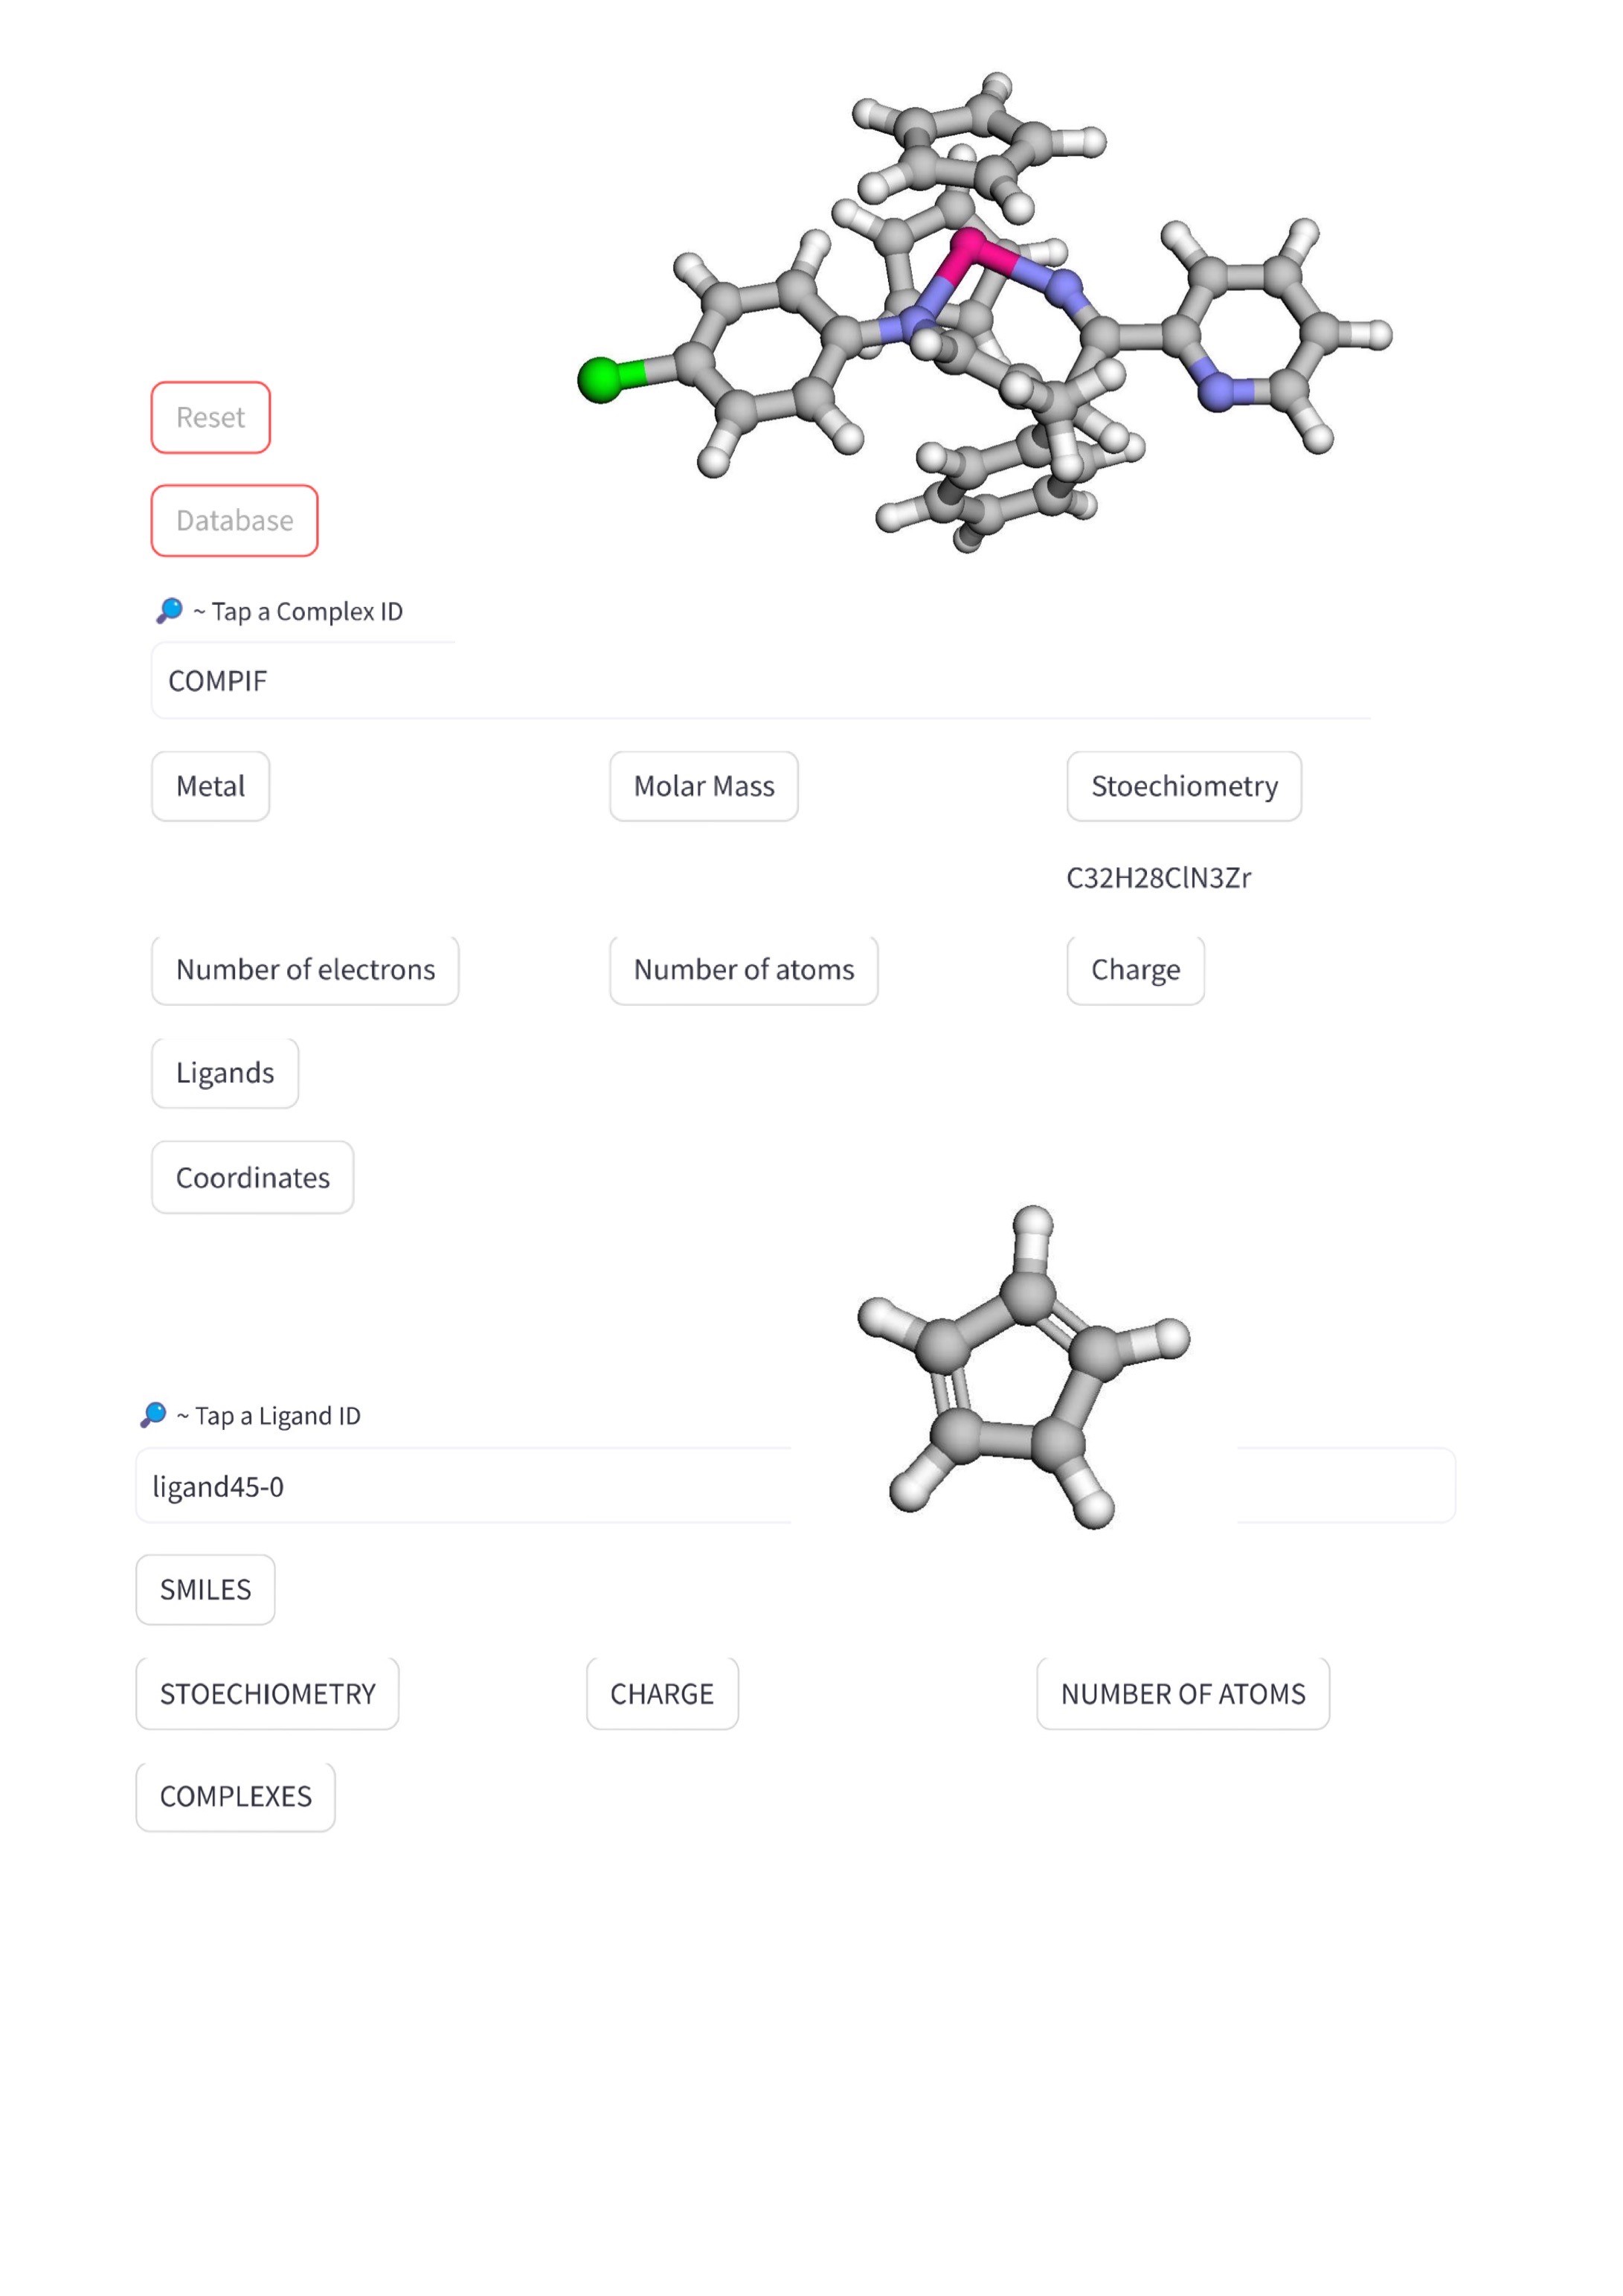 Reset
Database
~ Tap a Complex ID
COMPIF
Metal Molar Mass Stoechiometry
C32H28ClN3Zr
Number of electrons Number of atoms Charge
Ligands
Coordinates
~ Tap a Ligand ID
ligand45-0
SMILES
STOECHIOMETRY CHARGE NUMBER OF ATOMS
COMPLEXES